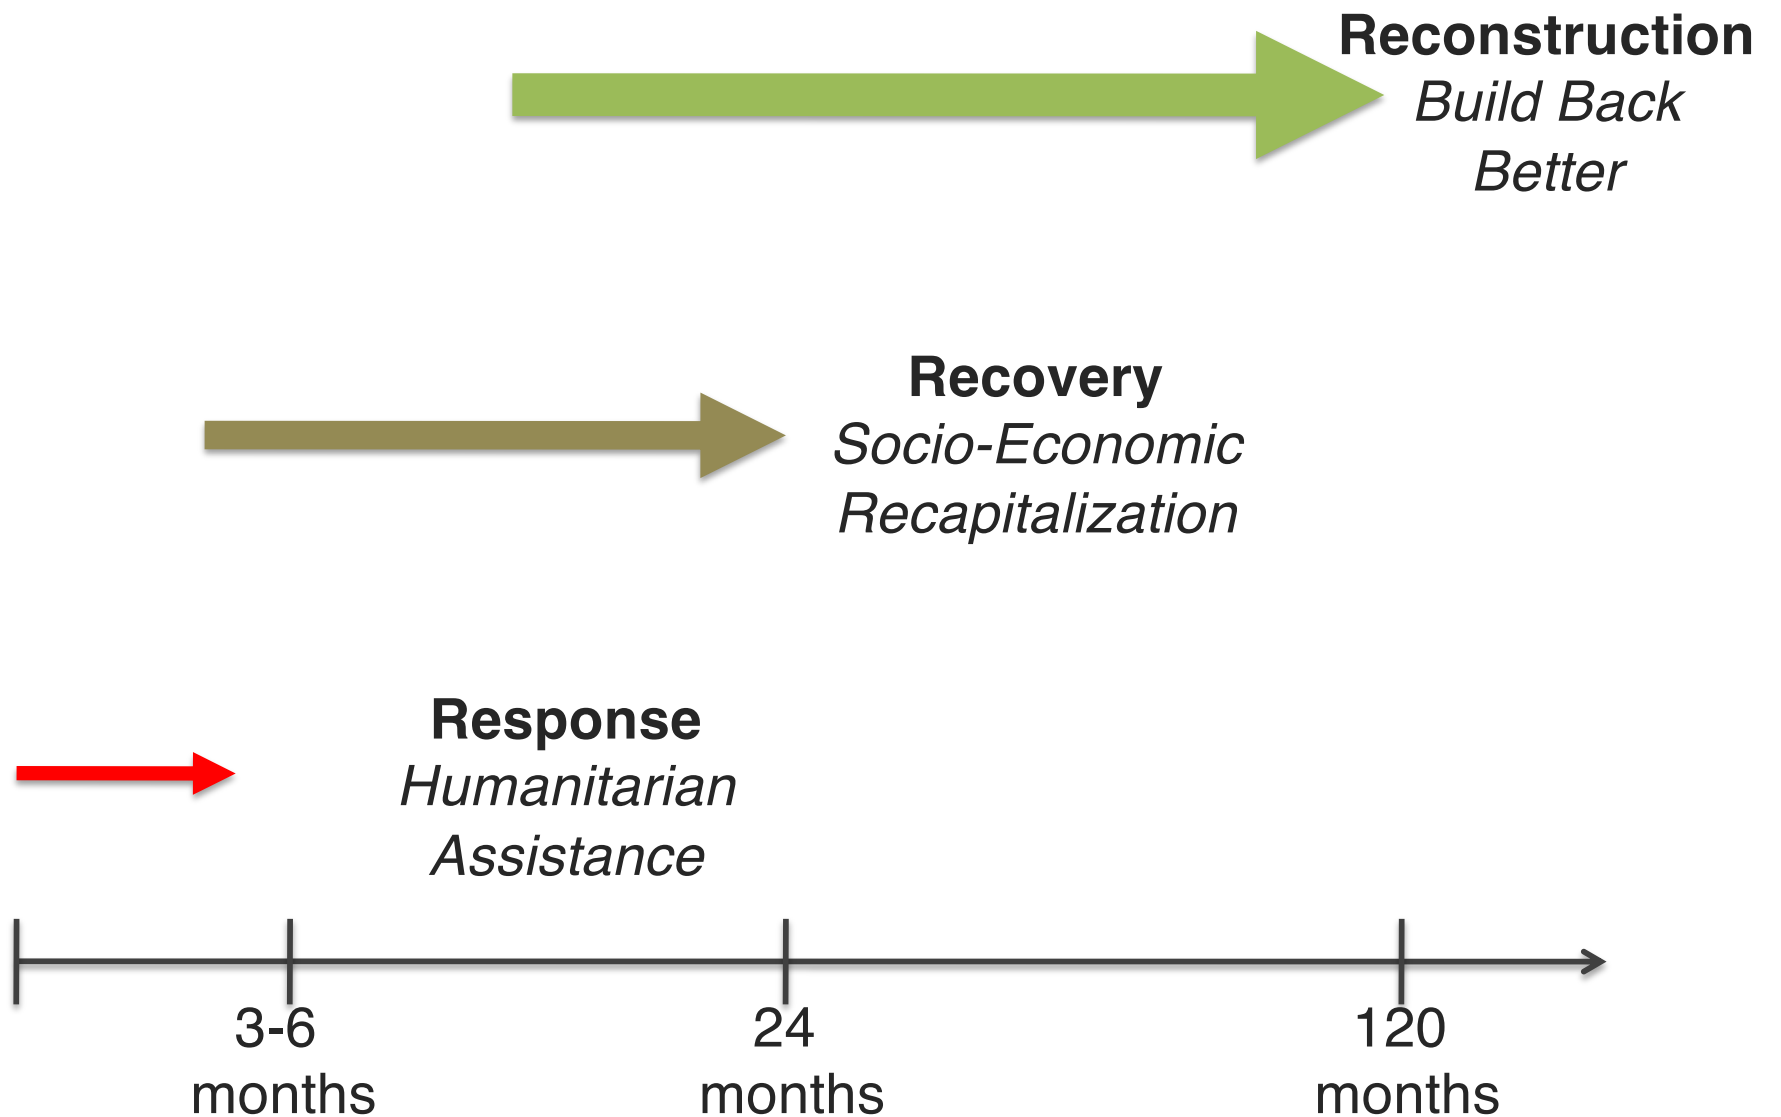 Reconstruction
Build Back
Better
Recovery
Socio-Economic
Recapitalization
Response
Humanitarian
Assistance
3-6
months
24
months
120
months